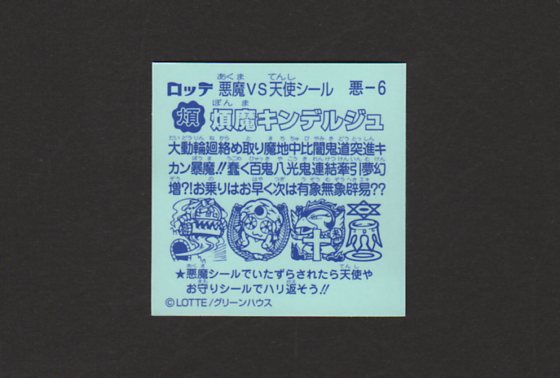 ロッテ 悪魔VS天使シール 悪-6
煩 煩魔キンデルジュ
大動輪廻絡め取り魔地中比闇鬼道突進キ
カン暴魔!!蠢く百鬼八光鬼連結牽引夢幻
増?!お乗りはお早く次は有象無象辟易??
★悪魔シールでいたずらされたら天使や
お守りシールでハリ返そう!!
©LOTTE/グリーンハウス